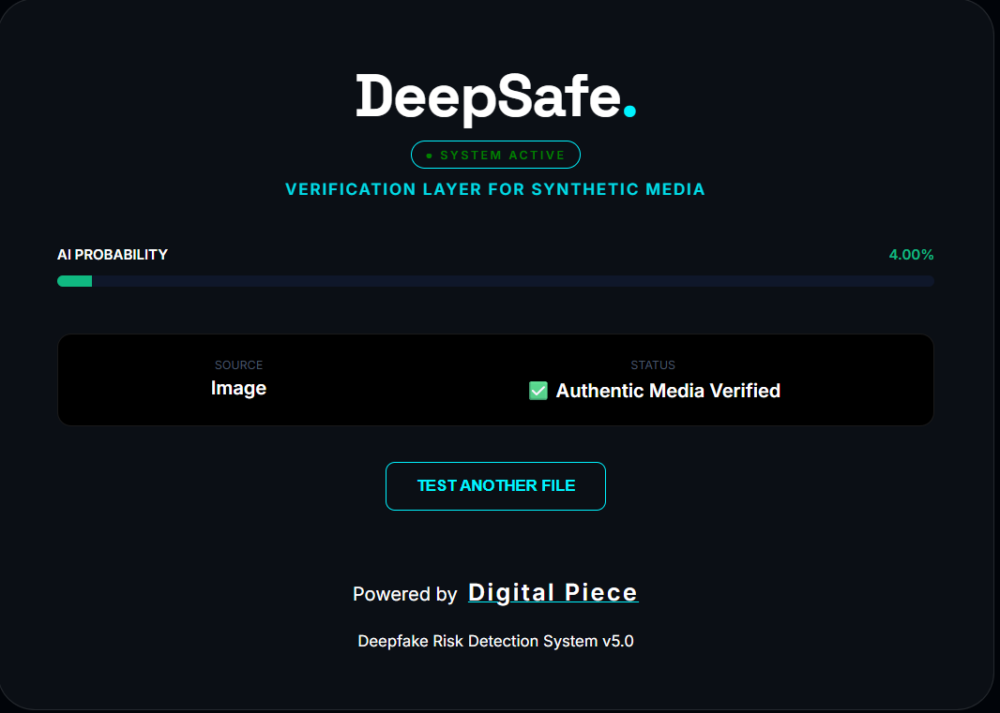 DeepSafe.
• SYSTEM ACTIVE
VERIFICATION LAYER FOR SYNTHETIC MEDIA
AI PROBABILITY 4.00%
SOURCE STATUS
Image ✅ Authentic Media Verified
TEST ANOTHER FILE
Powered by Digital Piece
Deepfake Risk Detection System v5.0